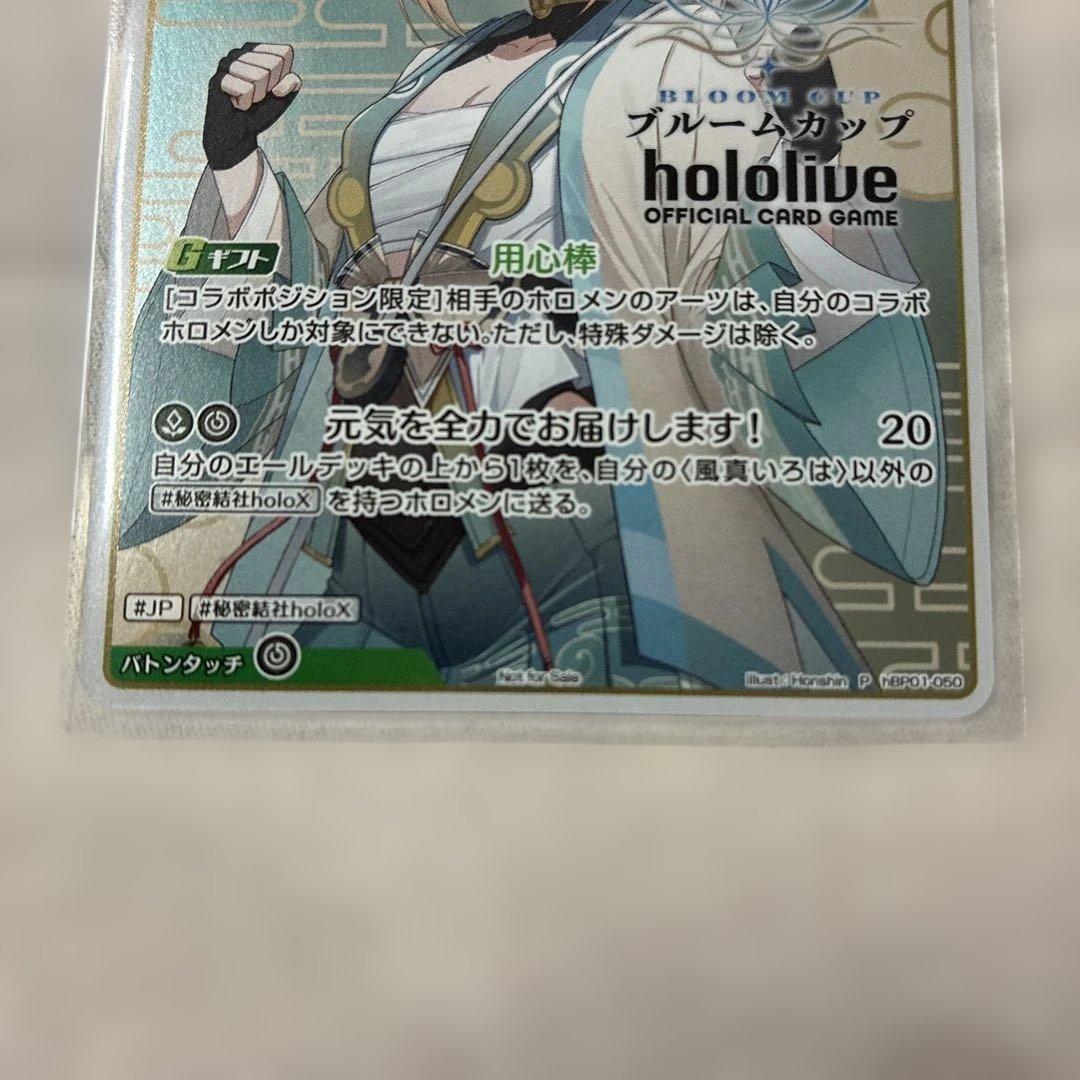 BLOOM CUP
ブルームカップ
hololive
OFFICIAL CARD GAME
G ギフト 用心棒
[コラボポジション限定]相手のホロメンのアーツは、自分のコラボ
ホロメンしか対象にできない。ただし、特殊ダメージは除く。
元気を全力でお届けします! 20
自分のエールデッキの上から1枚を、自分の〈風真いろは〉以外の
#秘密結社holoX を持つホロメンに送る。
#JP #秘密結社holoX
バトンタッチ
Not for Sale
illust:Honshin P hBP01-050